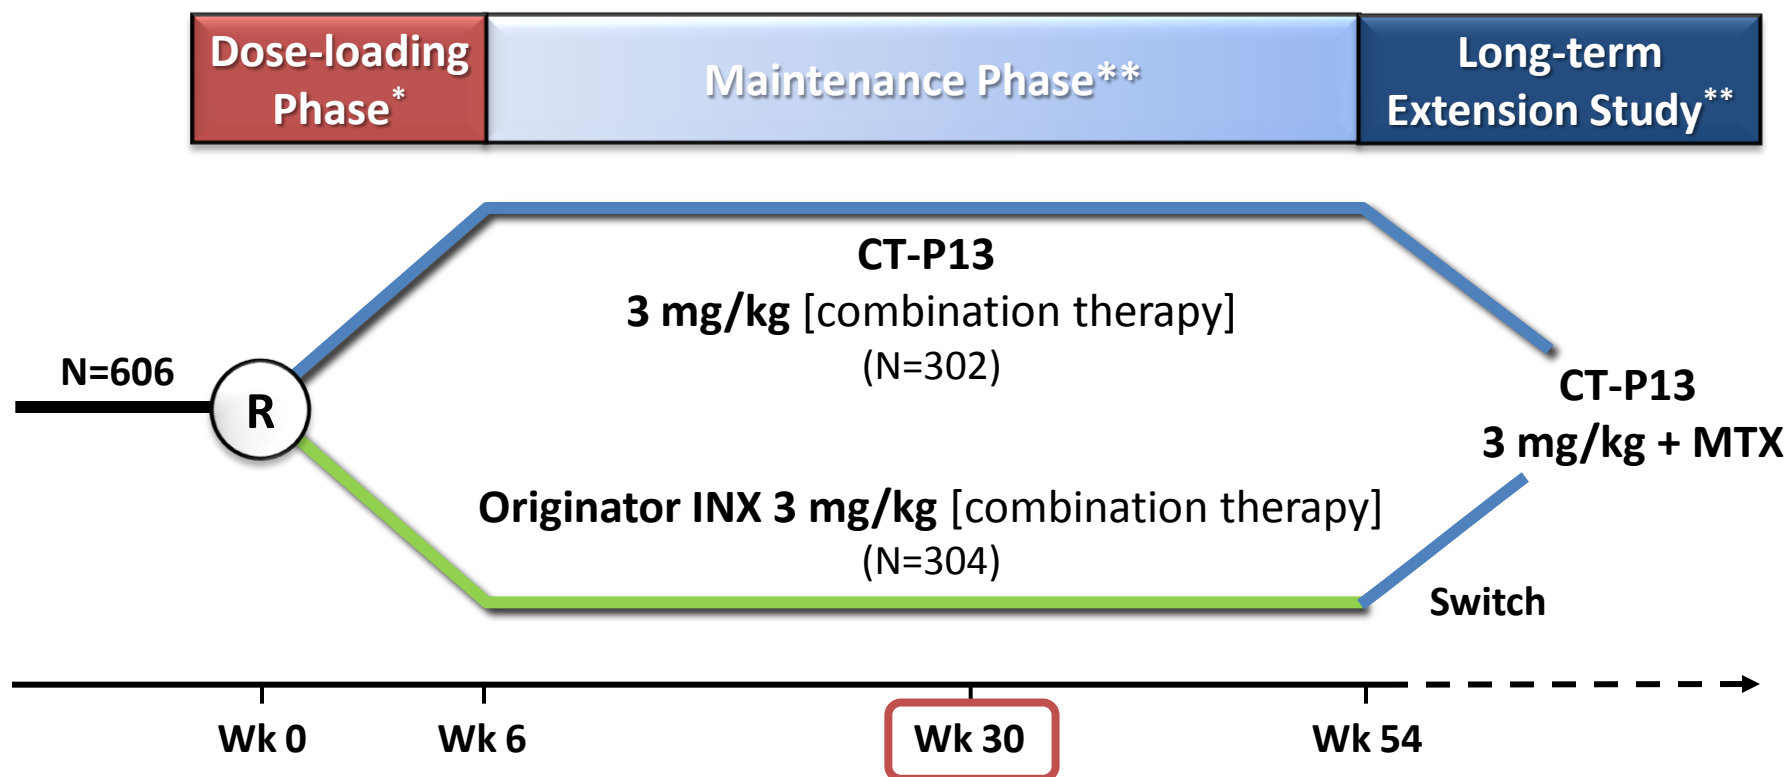 Dose-loading
Phase*
Maintenance Phase**
Long-term
Extension Study**
CT-P13
3 mg/kg [combination therapy]
(N=302)
N=606
R
CT-P13
3 mg/kg + MTX
Originator INX 3 mg/kg [combination therapy]
(N=304)
Switch
Wk 0
Wk 6
Wk 30
Wk 54